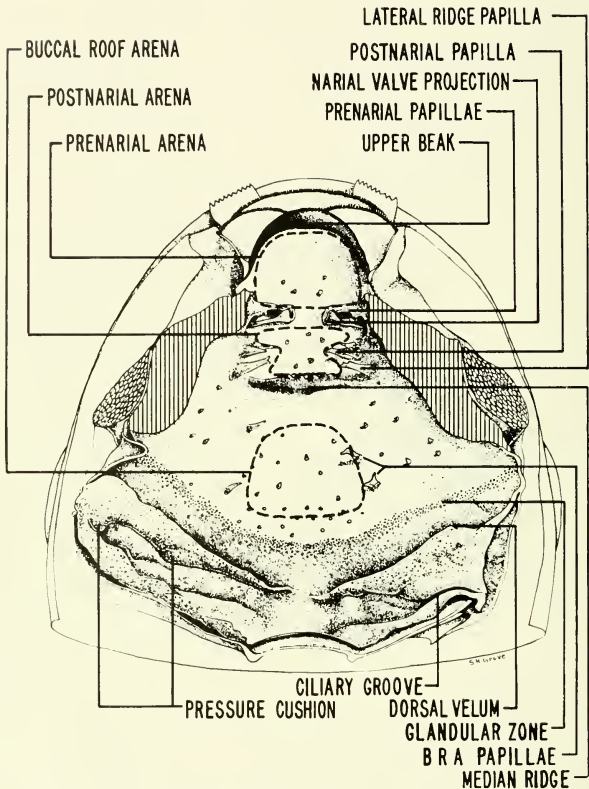 LATERAL RIDGE PAPILLA
BUCCAL ROOF ARENA
POSTNARIAL PAPILLA
NARIAL VALVE PROJECTION
POSTNARIAL ARENA
PRENARIAL PAPILLAE
PRENARIAL ARENA
UPPER BEAK
CILIARY GROOVE
PRESSURE CUSHION
DORSAL VELUM
GLANDULAR ZONE
B R A PAPILLAE
MEDIAN RIDGE